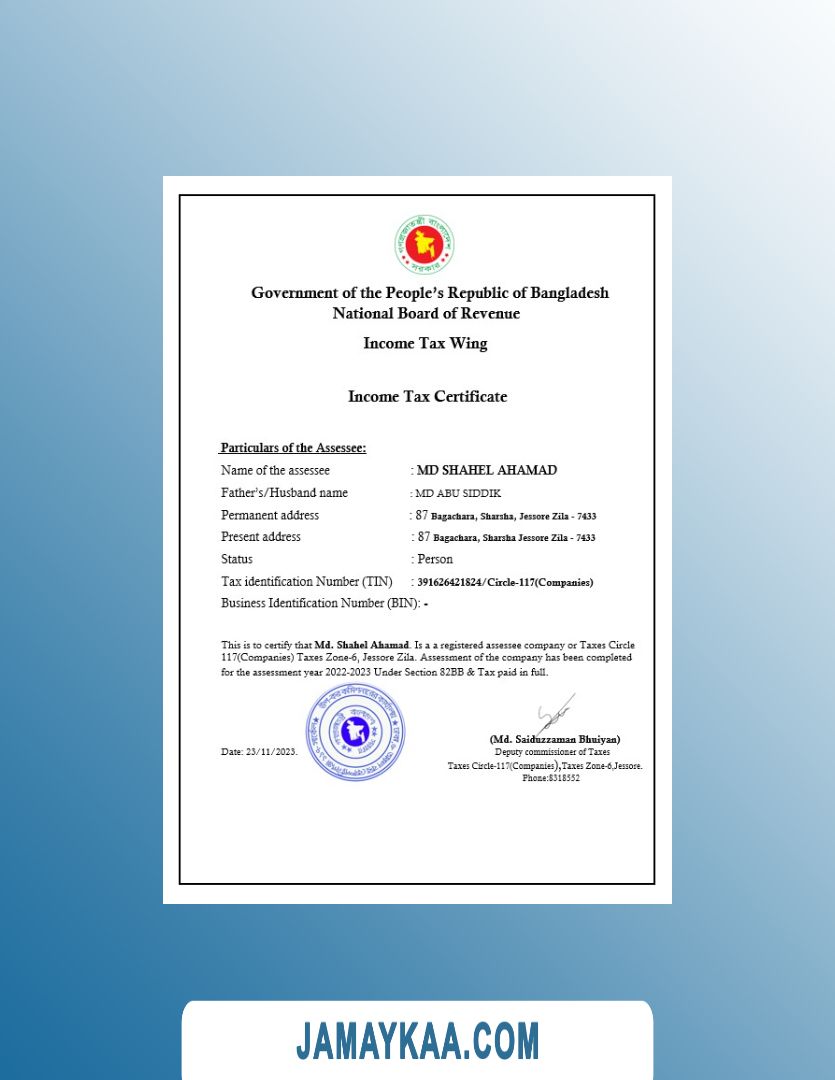 গণপ্রজাতন্ত্রী বাংলাদেশ
সরকার
Government of the People's Republic of Bangladesh
National Board of Revenue
Income Tax Wing
Income Tax Certificate
Particulars of the Assessee:
Name of the assessee : MD SHAHEL AHAMAD
Father's/Husband name : MD ABU SIDDIK
Permanent address : 87 Bagachara, Sharsha, Jessore Zila - 7433
Present address : 87 Bagachara, Sharsha Jessore Zila - 7433
Status : Person
Tax identification Number (TIN) : 391626421824/Circle-117(Companies)
Business Identification Number (BIN): -
This is to certify that Md. Shahel Ahamad. Is a a registered assessee company or Taxes Circle
117(Companies) Taxes Zone-6, Jessore Zila. Assessment of the company has been completed
for the assessment year 2022-2023 Under Section 82BB & Tax paid in full.
Date: 23/11/2023.
(Md. Saiduzzaman Bhuiyan)
Deputy commissioner of Taxes
Taxes Circle-117(Companies),Taxes Zone-6,Jessore.
Phone:8318552
JAMAYKAA.COM